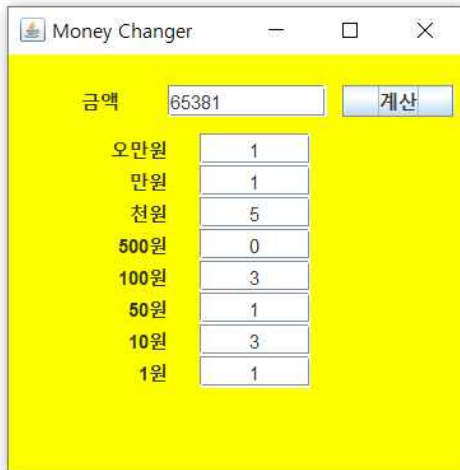 Money Changer
금액 65381 계산
오만원 1
만원 1
천원 5
500원 0
100원 3
50원 1
10원 3
1원 1